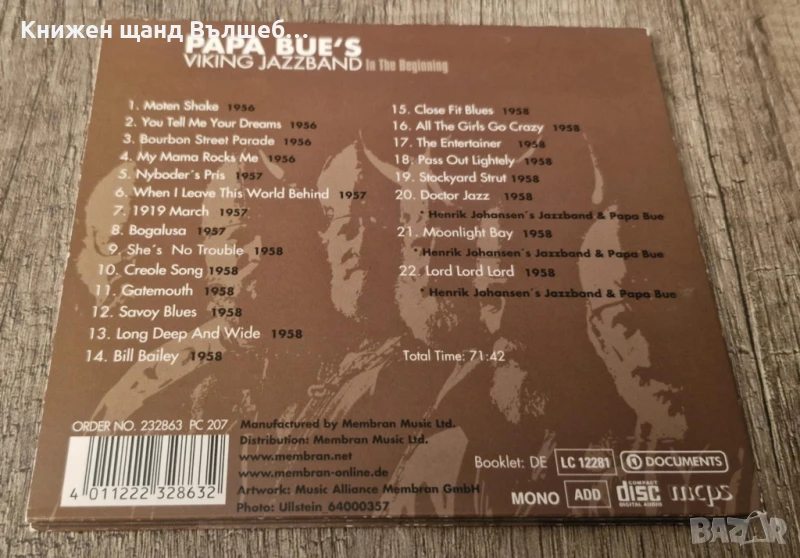 Книжен щанд Вълшеб...
PAPA BUE'S
VIKING JAZZBAND In The Beginning
1. Moten Shake 1956
2. You Tell Me Your Dreams 1956
3. Bourbon Street Parade 1956
4. My Mama Rocks Me 1956
5. Nyboder´s Pris 1957
6. When I Leave This World Behind 1957
7. 1919 March 1957
8. Bogalusa 1957
9. She´s No Trouble 1958
10. Creole Song 1958
11. Gatemouth 1958
12. Savoy Blues 1958
13. Long Deep And Wide 1958
14. Bill Bailey 1958
15. Close Fit Blues 1958
16. All The Girls Go Crazy 1958
17. The Entertainer 1958
18. Pass Out Lightely 1958
19. Stockyard Strut 1958
20. Doctor Jazz 1958
* Henrik Johansen´s Jazzband & Papa Bue
21. Moonlight Bay 1958
* Henrik Johansen´s Jazzband & Papa Bue
22. Lord Lord Lord 1958
* Henrik Johansen´s Jazzband & Papa Bue
Total Time: 71:42
ORDER NO. 232863 PC 207
4 011222 328632
Manufactured by Membran Music Ltd.
Distribution: Membran Music Ltd.
www.membran.net
www.membran-online.de
Artwork: Music Alliance Membran GmbH
Photo: Ullstein 64000357
Booklet: DE LC 12281 DOCUMENTS
MONO ADD COMPACT disc DIGITAL AUDIO mcps
bazar